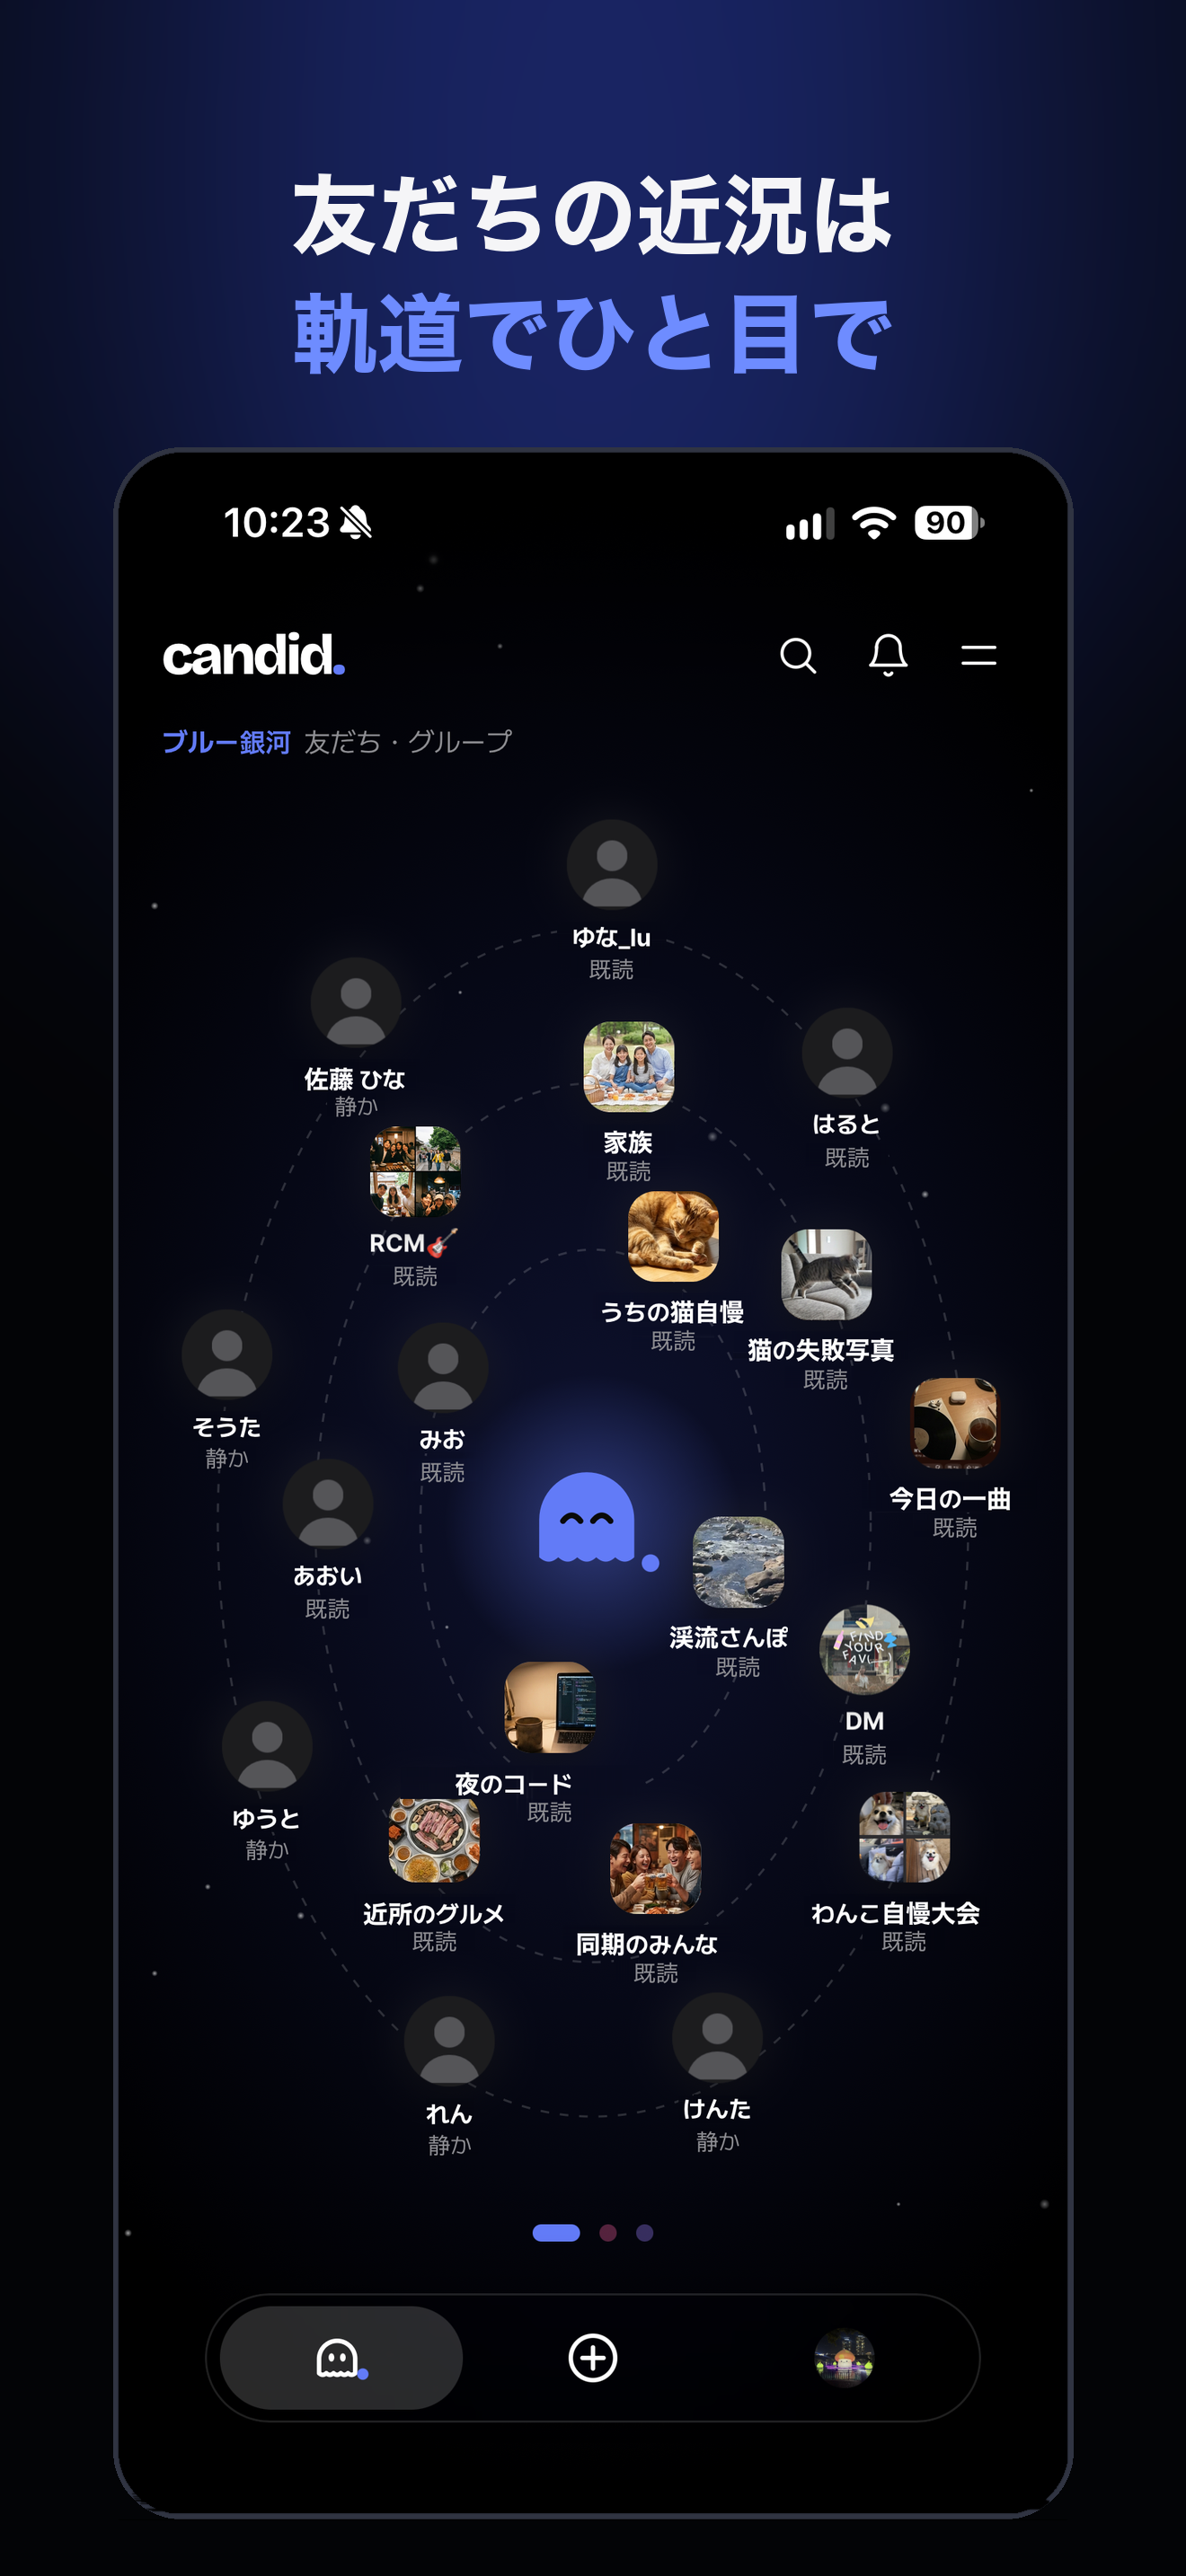 友だちの近況は
軌道でひと目で
10:23
90
candid.
ブルー銀河 友だち・グループ
ゆな_lu
既読
佐藤 ひな
静か
はると
既読
家族
既読
RCM🎸
既読
うちの猫自慢
既読
猫の失敗写真
既読
そうた
静か
みお
既読
今日の一曲
既読
あおい
既読
渓流さんぽ
既読
FIND
YOUR
DM
既読
夜のコード
既読
ゆうと
静か
近所のグルメ
既読
同期のみんな
既読
わんこ自慢大会
既読
れん
静か
けんた
静か